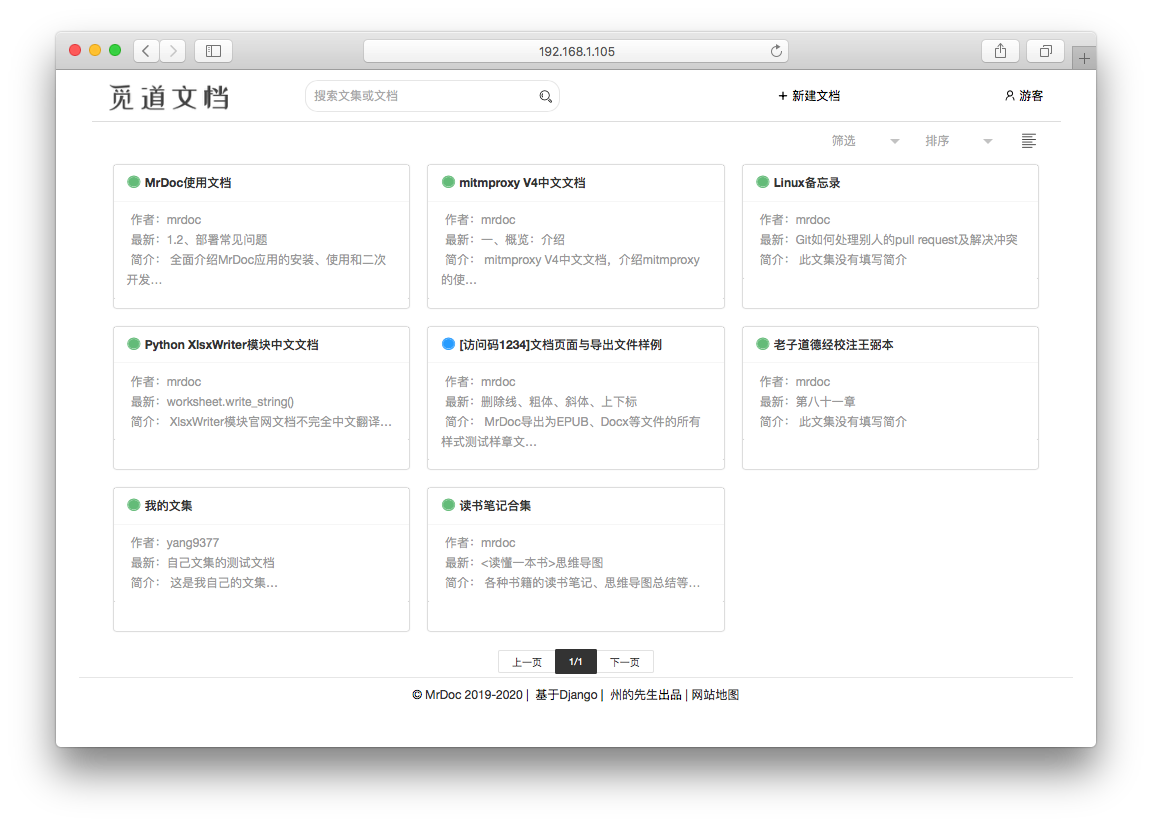 192.168.1.105
觅道文档
搜索文集或文档
+ 新建文档
游客
筛选
排序
MrDoc使用文档
作者：mrdoc
最新：1.2、部署常见问题
简介： 全面介绍MrDoc应用的安装、使用和二次
开发...
mitmproxy V4中文文档
作者：mrdoc
最新：一、概览：介绍
简介： mitmproxy V4中文文档，介绍mitmproxy
的使...
Linux备忘录
作者：mrdoc
最新：Git如何处理别人的pull request及解决冲突
简介： 此文集没有填写简介
Python XlsxWriter模块中文文档
作者：mrdoc
最新：worksheet.write_string()
简介： XlsxWriter模块官网文档不完全中文翻译...
[访问码1234]文档页面与导出文件样例
作者：mrdoc
最新：删除线、粗体、斜体、上下标
简介： MrDoc导出为EPUB、Docx等文件的所有
样式测试样章文...
老子道德经校注王弼本
作者：mrdoc
最新：第八十一章
简介： 此文集没有填写简介
我的文集
作者：yang9377
最新：自己文集的测试文档
简介： 这是我自己的文集...
读书笔记合集
作者：mrdoc
最新：<读懂一本书>思维导图
简介： 各种书籍的读书笔记、思维导图总结等...
上一页 1/1 下一页
© MrDoc 2019-2020 | 基于Django | 州的先生出品 | 网站地图